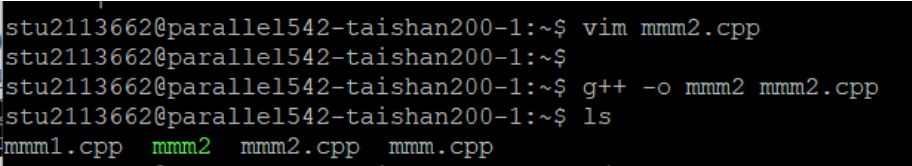 stu2113662@parallel542-taishan200-1:~$ vim mmm2.cpp
stu2113662@parallel542-taishan200-1:~$
stu2113662@parallel542-taishan200-1:~$ g++ -o mmm2 mmm2.cpp
stu2113662@parallel542-taishan200-1:~$ ls
mmm1.cpp  mmm2  mmm2.cpp  mmm.cpp